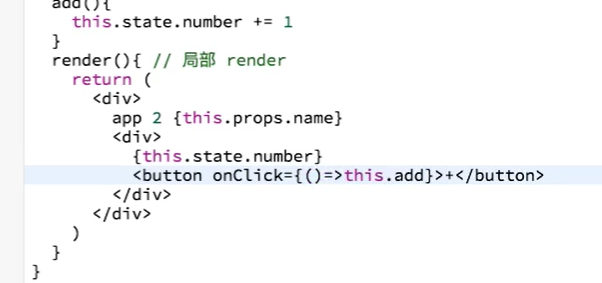 add(){
this.state.number += 1
}
render(){ // 局部 render
return (
<div>
app 2 {this.props.name}
<div>
{this.state.number}
<button onClick={()=>this.add}>+</button>
</div>
</div>
)
}
}